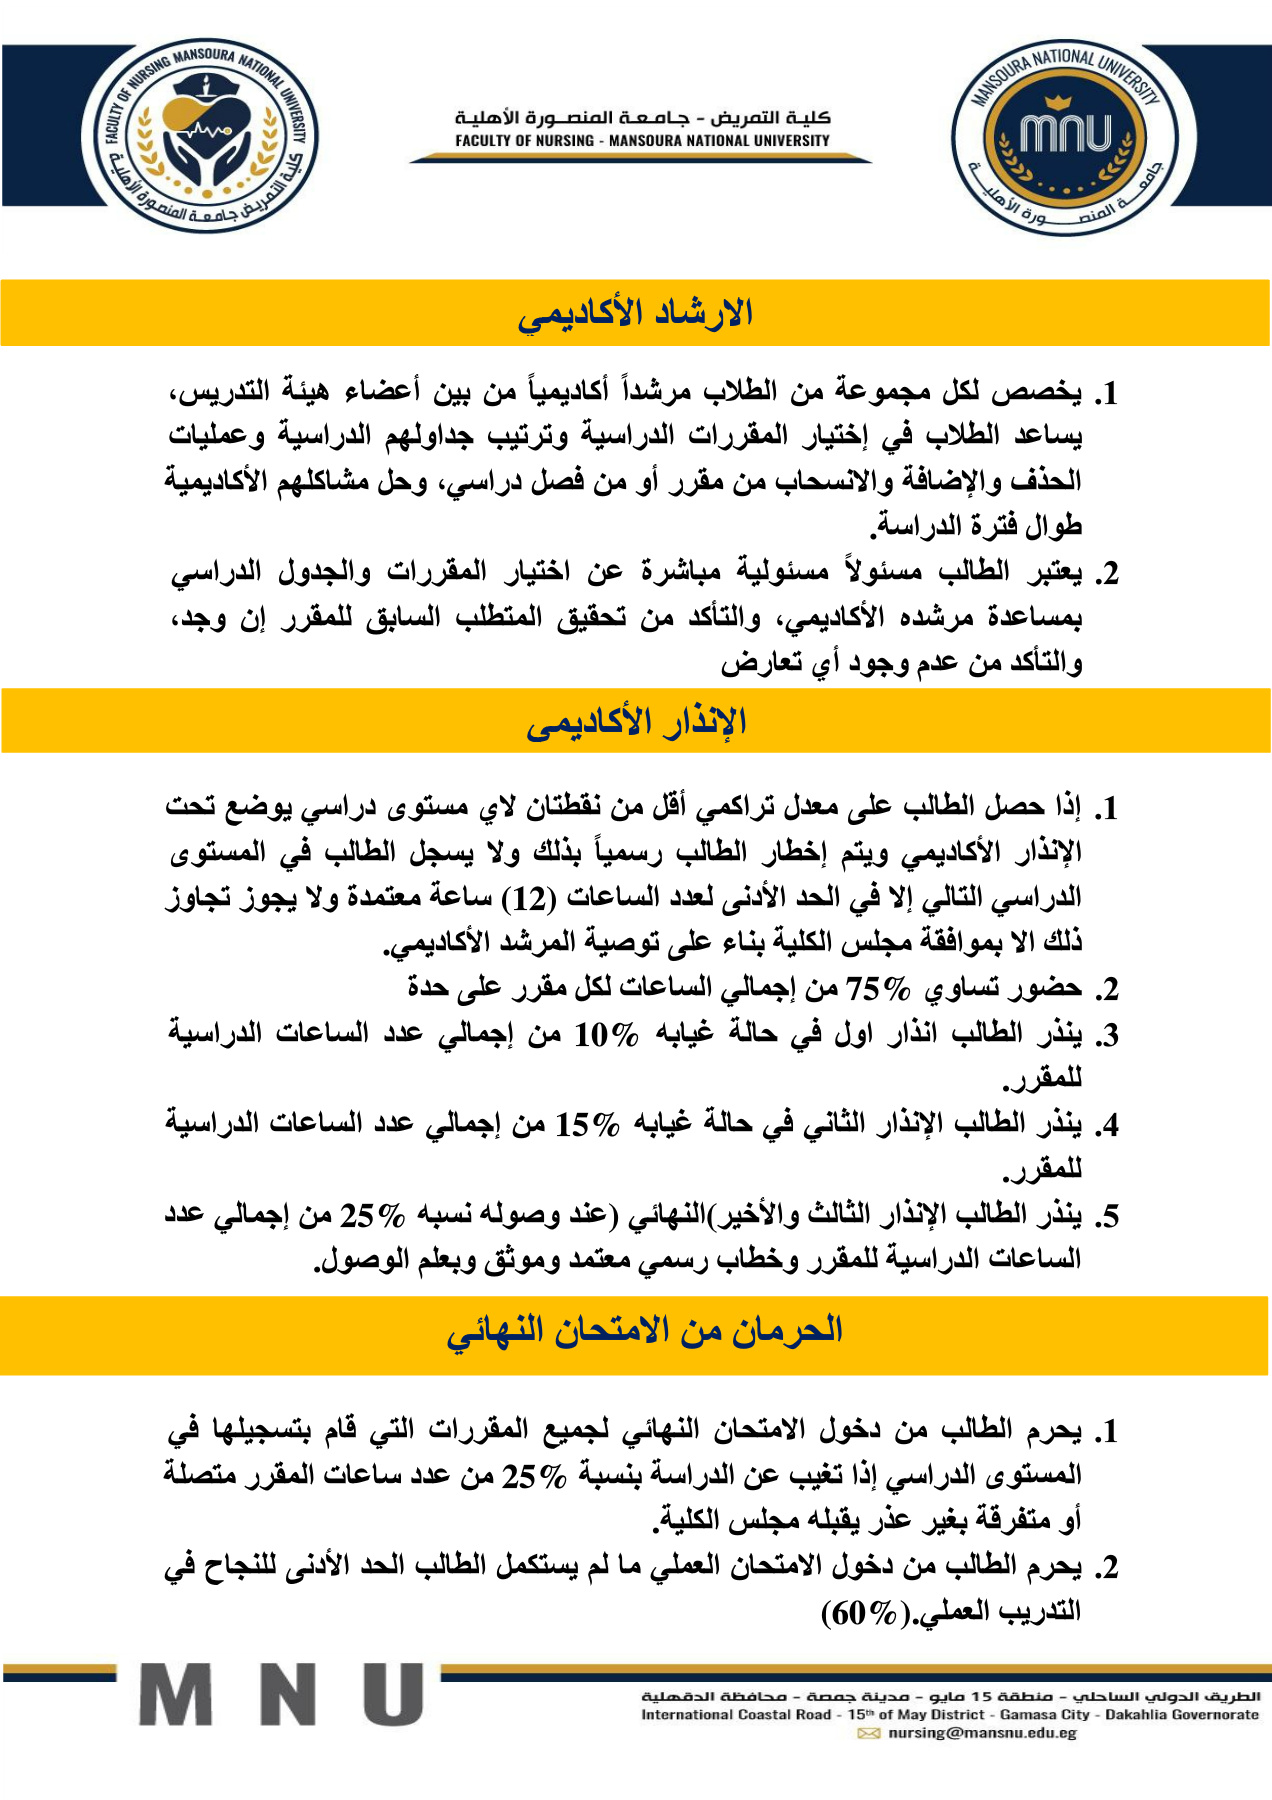 FACULTY OF NURSING MANSOURA NATIONAL UNIVERSITY
كلية التمريض جامعة المنصورة الأهلية
كلية التمريض - جامعة المنصورة الأهلية
FACULTY OF NURSING - MANSOURA NATIONAL UNIVERSITY
MANSOURA NATIONAL UNIVERSITY
mnu
جامعة المنصورة الأهلية
الارشاد الأكاديمي
1. يخصص لكل مجموعة من الطلاب مرشداً أكاديمياً من بين أعضاء هيئة التدريس،
يساعد الطلاب في إختيار المقررات الدراسية وترتيب جداولهم الدراسية وعمليات
الحذف والإضافة والانسحاب من مقرر أو من فصل دراسي، وحل مشاكلهم الأكاديمية
طوال فترة الدراسة.
2. يعتبر الطالب مسئولاً مسئولية مباشرة عن اختيار المقررات والجدول الدراسي
بمساعدة مرشده الأكاديمي، والتأكد من تحقيق المتطلب السابق للمقرر إن وجد،
والتأكد من عدم وجود أي تعارض
الإنذار الأكاديمى
1. إذا حصل الطالب على معدل تراكمي أقل من نقطتان لاي مستوى دراسي يوضع تحت
الإنذار الأكاديمي ويتم إخطار الطالب رسمياً بذلك ولا يسجل الطالب في المستوى
الدراسي التالي إلا في الحد الأدنى لعدد الساعات (12) ساعة معتمدة ولا يجوز تجاوز
ذلك الا بموافقة مجلس الكلية بناء على توصية المرشد الأكاديمي.
2. حضور تساوي %75 من إجمالي الساعات لكل مقرر على حدة
3. ينذر الطالب انذار اول في حالة غيابه %10 من إجمالي عدد الساعات الدراسية
للمقرر.
4. ينذر الطالب الإنذار الثاني في حالة غيابه %15 من إجمالي عدد الساعات الدراسية
للمقرر.
5. ينذر الطالب الإنذار الثالث والأخير)النهائي (عند وصوله نسبه %25 من إجمالي عدد
الساعات الدراسية للمقرر وخطاب رسمي معتمد وموثق وبعلم الوصول.
الحرمان من الامتحان النهائي
1. يحرم الطالب من دخول الامتحان النهائي لجميع المقررات التي قام بتسجيلها في
المستوى الدراسي إذا تغيب عن الدراسة بنسبة %25 من عدد ساعات المقرر متصلة
أو متفرقة بغير عذر يقبله مجلس الكلية.
2. يحرم الطالب من دخول الامتحان العملي ما لم يستكمل الطالب الحد الأدنى للنجاح في
التدريب العملي.(%60)
M N U
الطريق الدولي الساحلي - منطقة 15 مايو - مدينة جمصة - محافظة الدقهلية
International Coastal Road - 15th of May District - Gamasa City - Dakahlia Governorate
nursing@mansnu.edu.eg